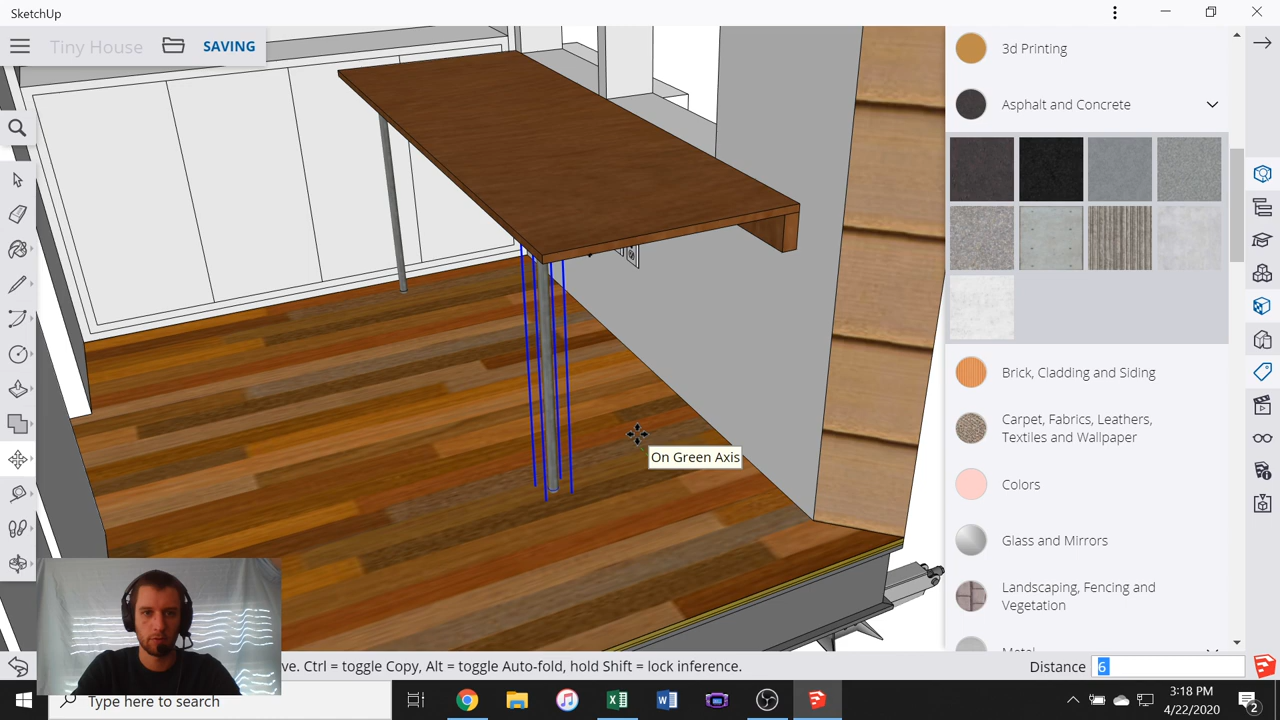 SketchUp
Tiny House
SAVING
3d Printing
Asphalt and Concrete
Brick, Cladding and Siding
Carpet, Fabrics, Leathers,
Textiles and Wallpaper
Colors
Glass and Mirrors
Landscaping, Fencing and
Vegetation
On Green Axis
ve. Ctrl = toggle Copy, Alt = toggle Auto-fold, hold Shift = lock inference.
Distance 6
Type here to search
3:18 PM
4/22/2020
2